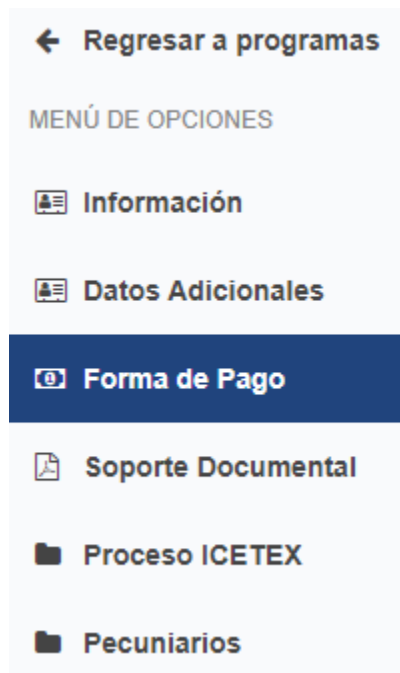 Regresar a programas
MENÚ DE OPCIONES
Información
Datos Adicionales
Forma de Pago
Soporte Documental
Proceso ICETEX
Pecuniarios